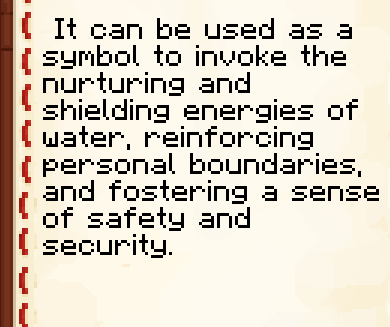 It can be used as a
symbol to invoke the
nurturing and
shielding energies of
water, reinforcing
personal boundaries,
and fostering a sense
of safety and
security.